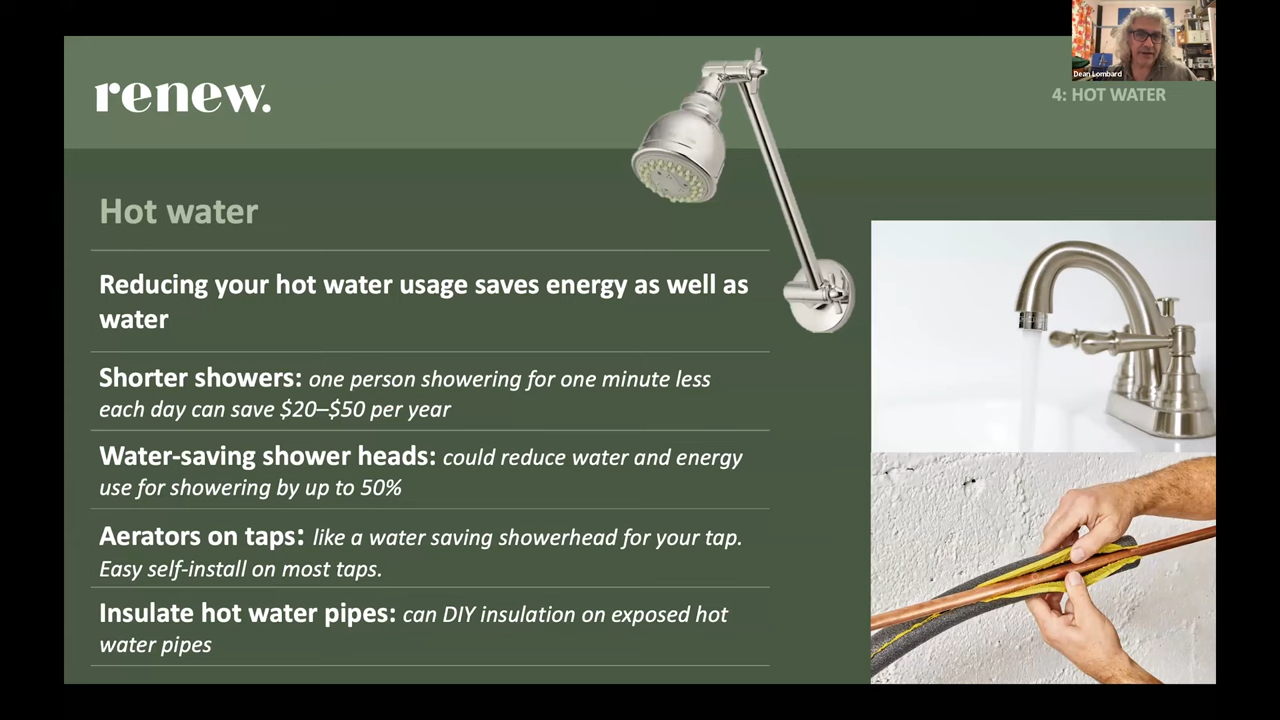 Dean Lombard
renew.
4: HOT WATER
Hot water
Reducing your hot water usage saves energy as well as
water
Shorter showers: one person showering for one minute less
each day can save $20–$50 per year
Water-saving shower heads: could reduce water and energy
use for showering by up to 50%
Aerators on taps: like a water saving showerhead for your tap.
Easy self-install on most taps.
Insulate hot water pipes: can DIY insulation on exposed hot
water pipes